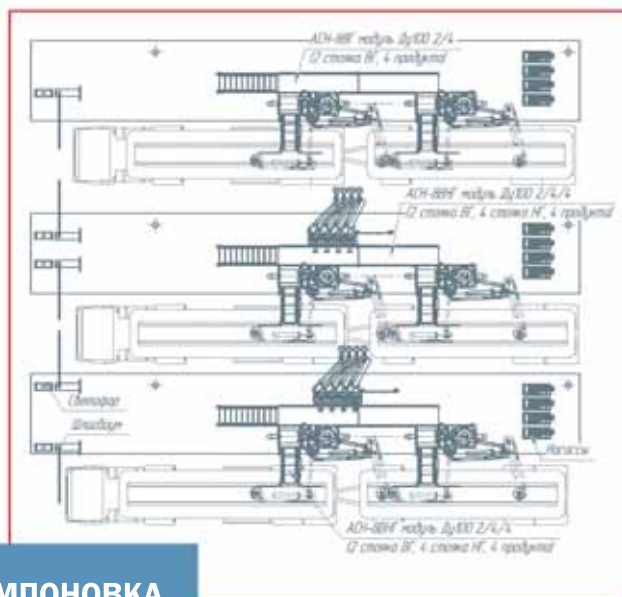 АСН-8ВГ модуль Ду100 2/4
(2 стояка ВГ, 4 продукта)
АСН-8ВНГ модуль Ду100 2/4/4
(2 стояка ВГ, 4 стояка НГ, 4 продукта)
Светофор
Шлагбаум
Насосы
АСН-8ВНГ модуль Ду100 2/4/4
(2 стояка ВГ, 4 стояка НГ, 4 продукта)
МПОНОВКА